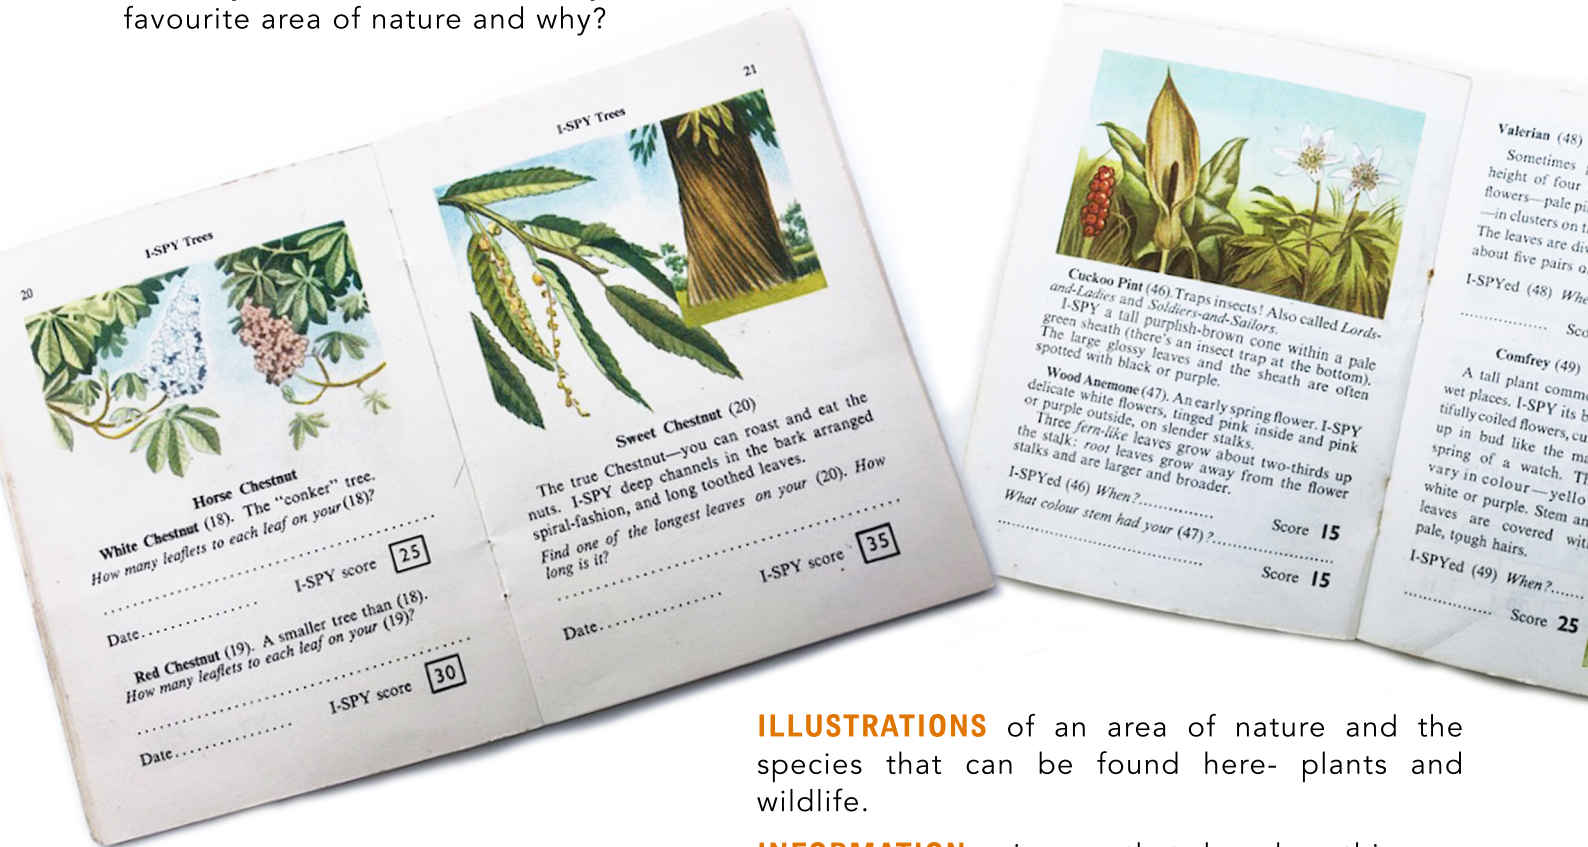 favourite area of nature and why?
20
I-SPY Trees
Horse Chestnut
White Chestnut (18). The "conker" tree.
How many leaflets to each leaf on your (18)?
I-SPY score 25
Date
Red Chestnut (19). A smaller tree than (18).
How many leaflets to each leaf on your (19)?
I-SPY score 30
Date
21
I-SPY Trees
Sweet Chestnut (20)
The true Chestnut—you can roast and eat the
nuts. I-SPY deep channels in the bark arranged
spiral-fashion, and long toothed leaves.
Find one of the longest leaves on your (20). How
long is it?
I-SPY score 35
Date
Cuckoo Pint (46). Traps insects! Also called Lords-
and-Ladies and Soldiers-and-Sailors.
I-SPY a tall purplish-brown cone within a pale
green sheath (there's an insect trap at the bottom).
The large glossy leaves and the sheath are often
spotted with black or purple.
Wood Anemone (47). An early spring flower. I-SPY
delicate white flowers, tinged pink inside and pink
or purple outside, on slender stalks.
Three fern-like leaves grow about two-thirds up
the stalk; root leaves grow away from the flower
stalks and are larger and broader.
I-SPYed (46) When?
Score 15
What colour stem had your (47)?
Score 15
Valerian (48)
Sometimes
height of four
flowers—pale
—in clusters on
The leaves are
about five pairs
I-SPYed (48)
Comfrey (49)
A tall plant
wet places. I-SPY its
tifully coiled flowers,
up in bud like the
spring of a watch.
vary in colour—
white or purple. Stem
leaves are covered
pale, tough hairs.
I-SPYed (49) When?
Score 25
ILLUSTRATIONS of an area of nature and the
species that can be found here- plants and
wildlife.